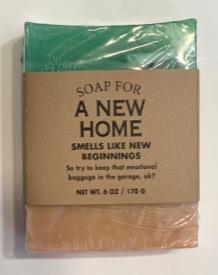 SOAP FOR
A NEW
HOME
SMELLS LIKE NEW
BEGINNINGS
So try to keep that emotional
baggage in the garage, ok?
NET WT. 6 OZ / 170 G